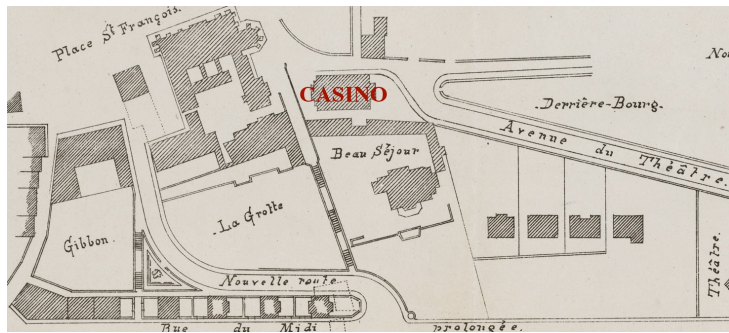 Place St François.
CASINO
Derrière-Bourg.
Avenue du Théâtre.
Beau Séjour
La Grotte
Gibbon.
Nouvelle route
Théâtre.
Rue du Midi prolongée.